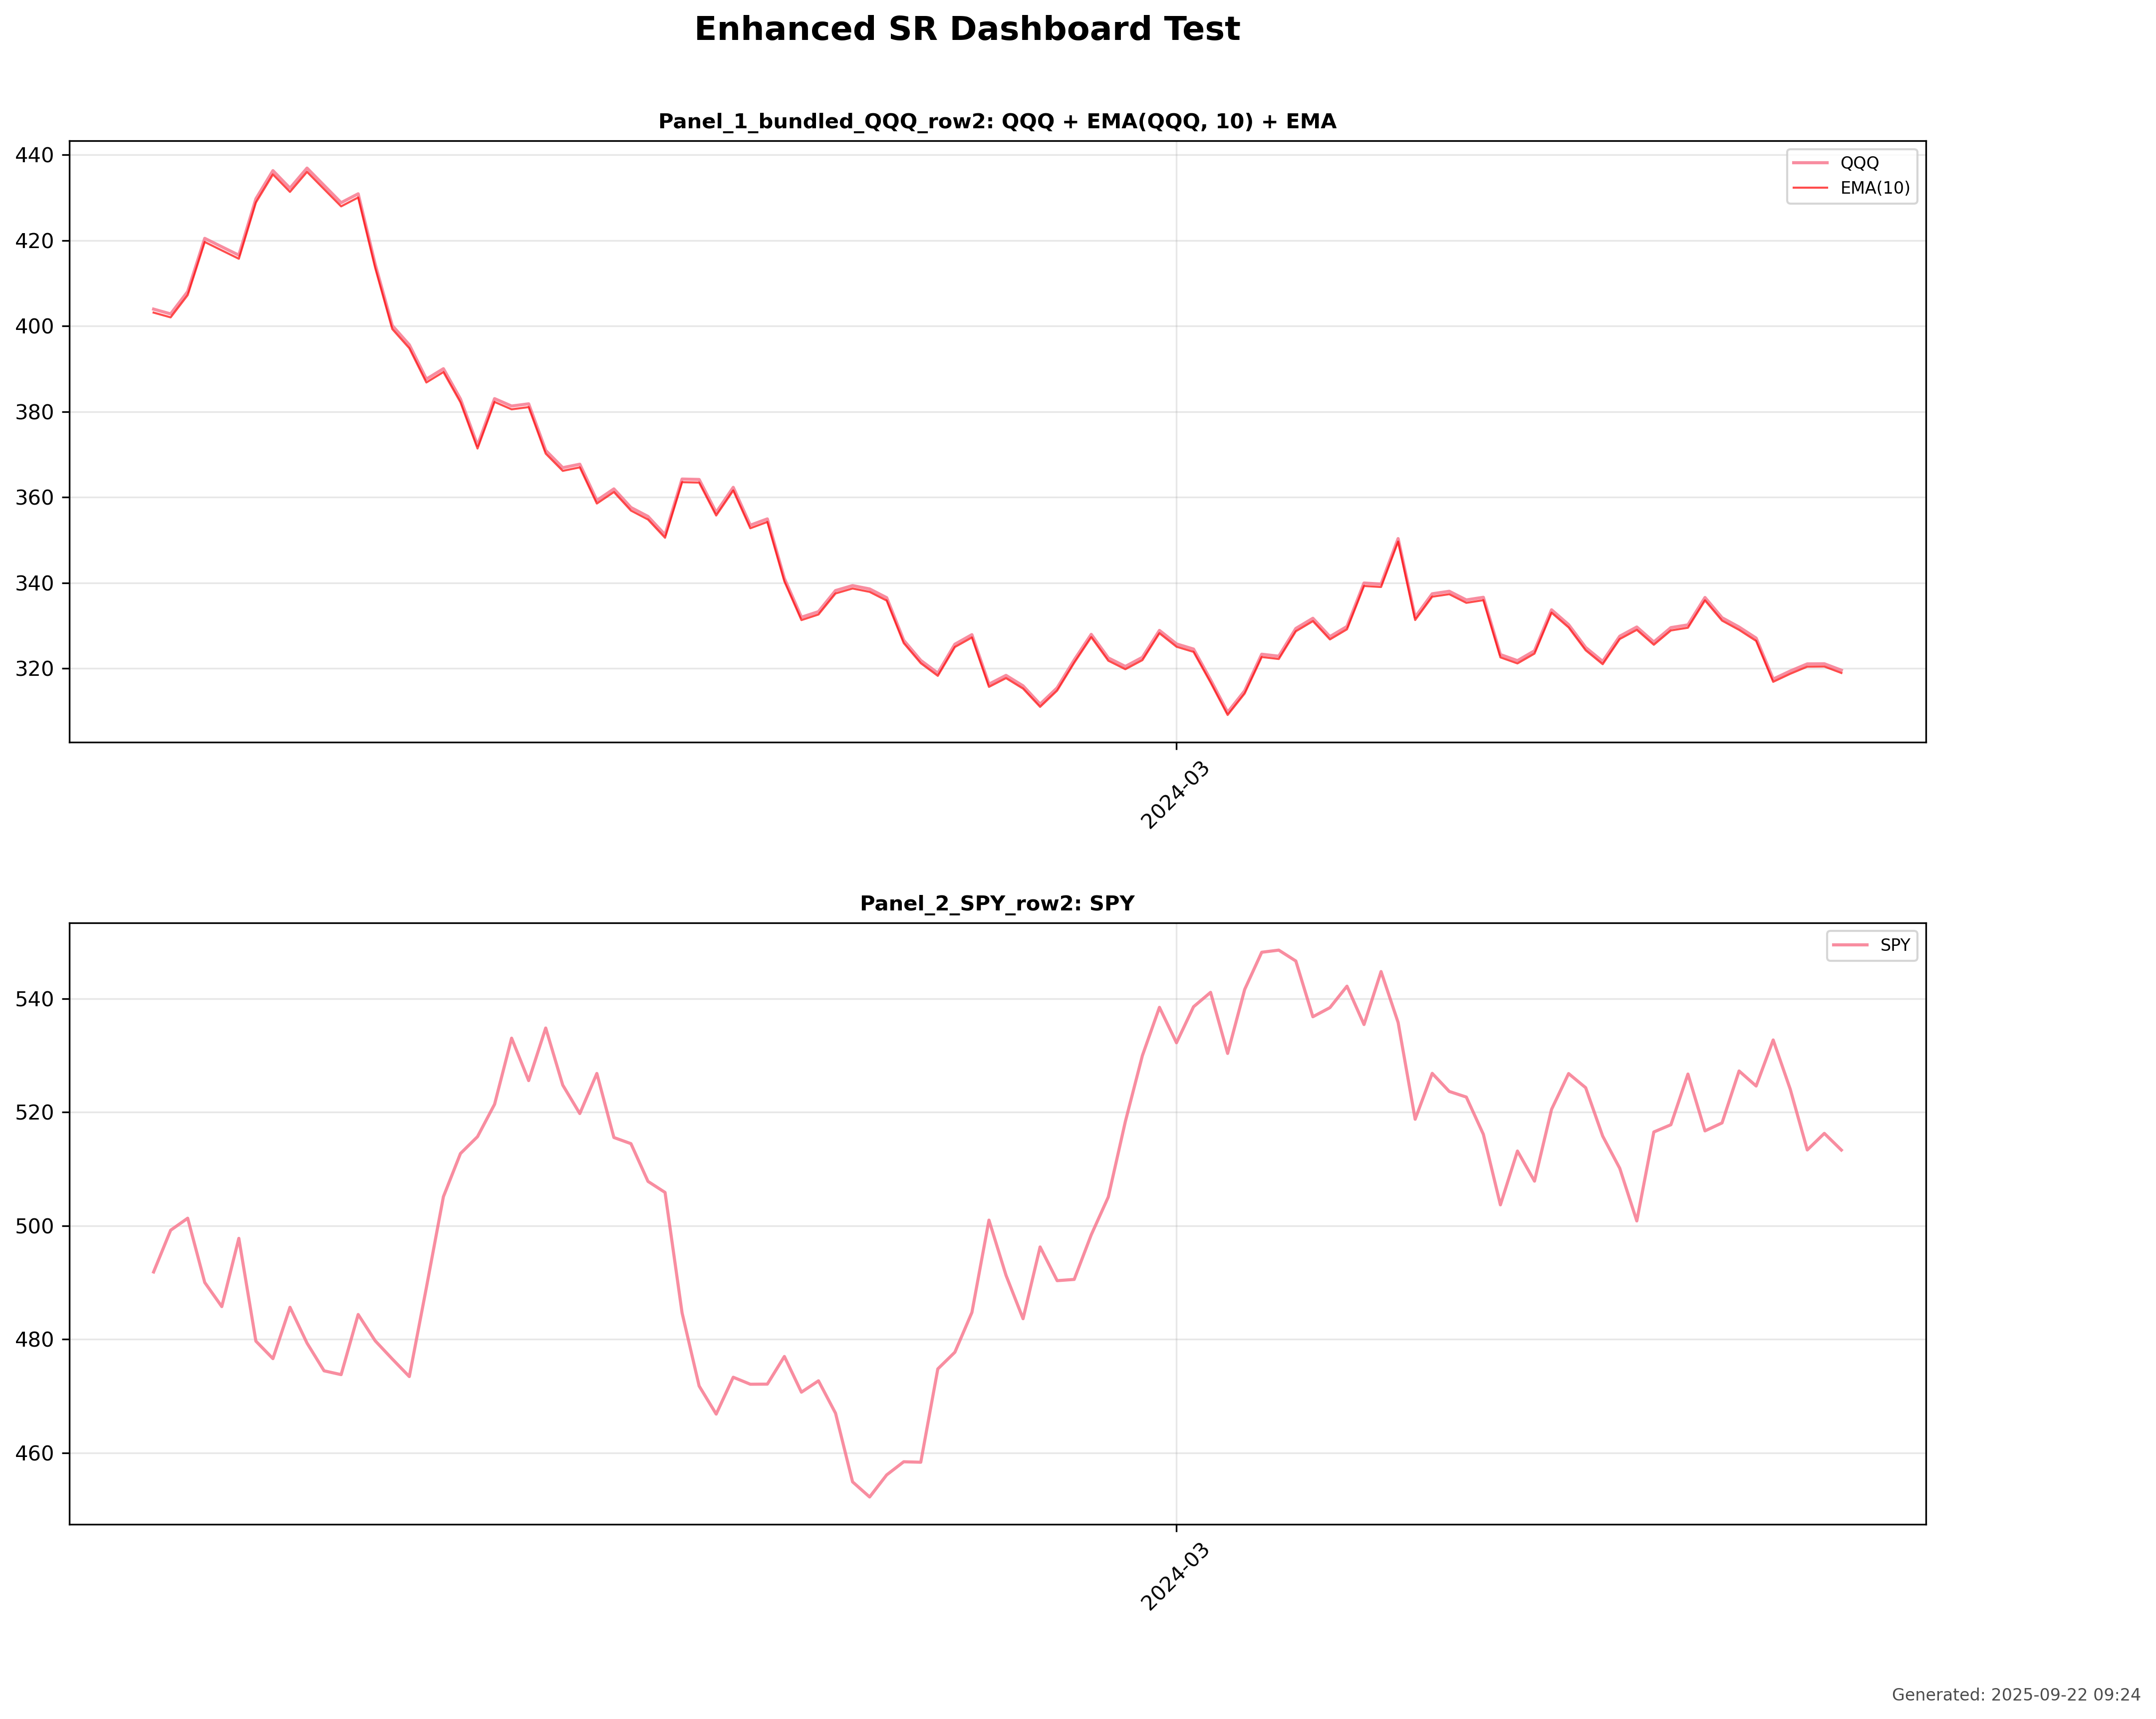 Enhanced SR Dashboard Test
Panel_1_bundled_QQQ_row2: QQQ + EMA(QQQ, 10) + EMA
440
420
400
380
360
340
320
QQQ
EMA(10)
2024-03
Panel_2_SPY_row2: SPY
540
520
500
480
460
SPY
2024-03
Generated: 2025-09-22 09:24